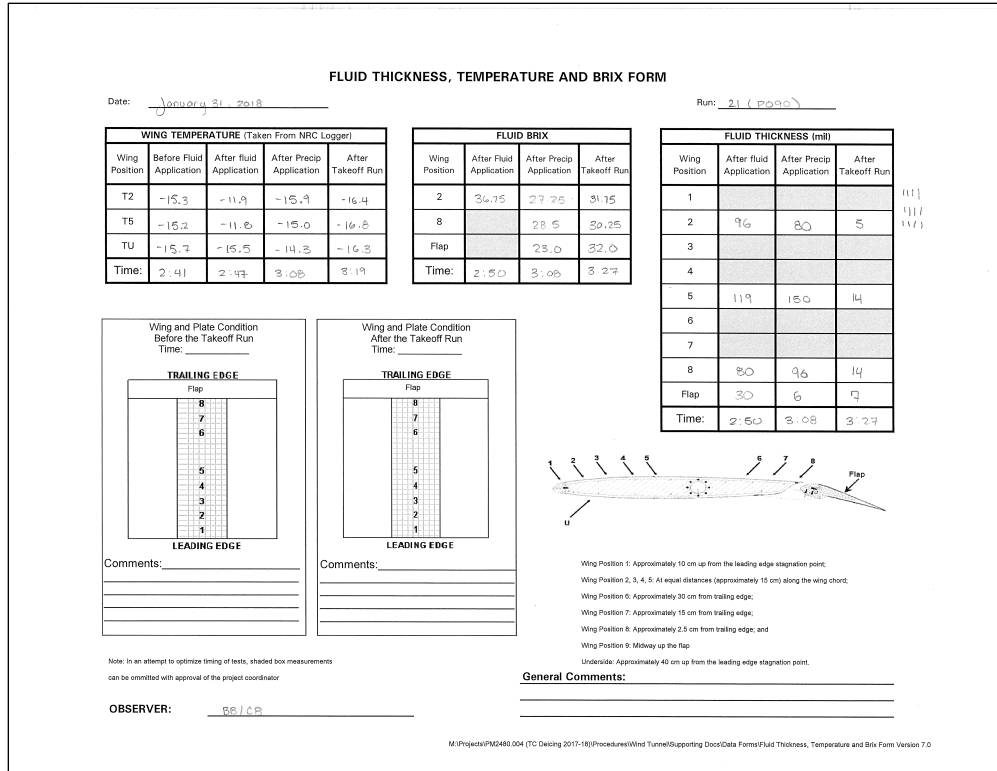 FLUID THICKNESS, TEMPERATURE AND BRIX FORM
Date: January 31, 2018
Run: 21 (P090)
WING TEMPERATURE (Taken From NRC Logger)
Wing Position Before Fluid Application After fluid Application After Precip Application After Takeoff Run
T2 -15.3 -11.9 -15.9 -16.4
T5 -15.2 -11.8 -15.0 -16.8
TU -15.7 -15.5 -14.3 -16.3
Time: 2:41 2:47 3:08 3:19
FLUID BRIX
Wing Position After Fluid Application After Precip Application After Takeoff Run
2 36.75 27.25 31.75
8 28.5 30.25
Flap 23.0 32.0
Time: 2:50 3:08 3:27
FLUID THICKNESS (mil)
Wing Position After fluid Application After Precip Application After Takeoff Run
1
2 96 80 5
3
4
5 119 150 14
6
7
8 80 96 14
Flap 30 6 7
Time: 2:50 3:08 3:27
Wing and Plate Condition
Before the Takeoff Run
Time:
TRAILING EDGE
Flap
8
7
6
5
4
3
2
1
LEADING EDGE
Comments:
Wing and Plate Condition
After the Takeoff Run
Time:
TRAILING EDGE
Flap
8
7
6
5
4
3
2
1
LEADING EDGE
Comments:
1 2 3 4 5 6 7 8 Flap
U
Wing Position 1: Approximately 10 cm up from the leading edge stagnation point;
Wing Position 2, 3, 4, 5: At equal distances (approximately 15 cm) along the wing chord;
Wing Position 6: Approximately 30 cm from trailing edge;
Wing Position 7: Approximately 15 cm from trailing edge;
Wing Position 8: Approximately 2.5 cm from trailing edge; and
Wing Position 9: Midway up the flap
Underside: Approximately 40 cm up from the leading edge stagnation point.
Note: In an attempt to optimize timing of tests, shaded box measurements
can be ommitted with approval of the project coordinator
General Comments:
OBSERVER: BB/CB
M:\Projects\PM2480.004 (TC Deicing 2017-18)\Procedures\Wind Tunnel\Supporting Docs\Data Forms\Fluid Thickness, Temperature and Brix Form Version 7.0